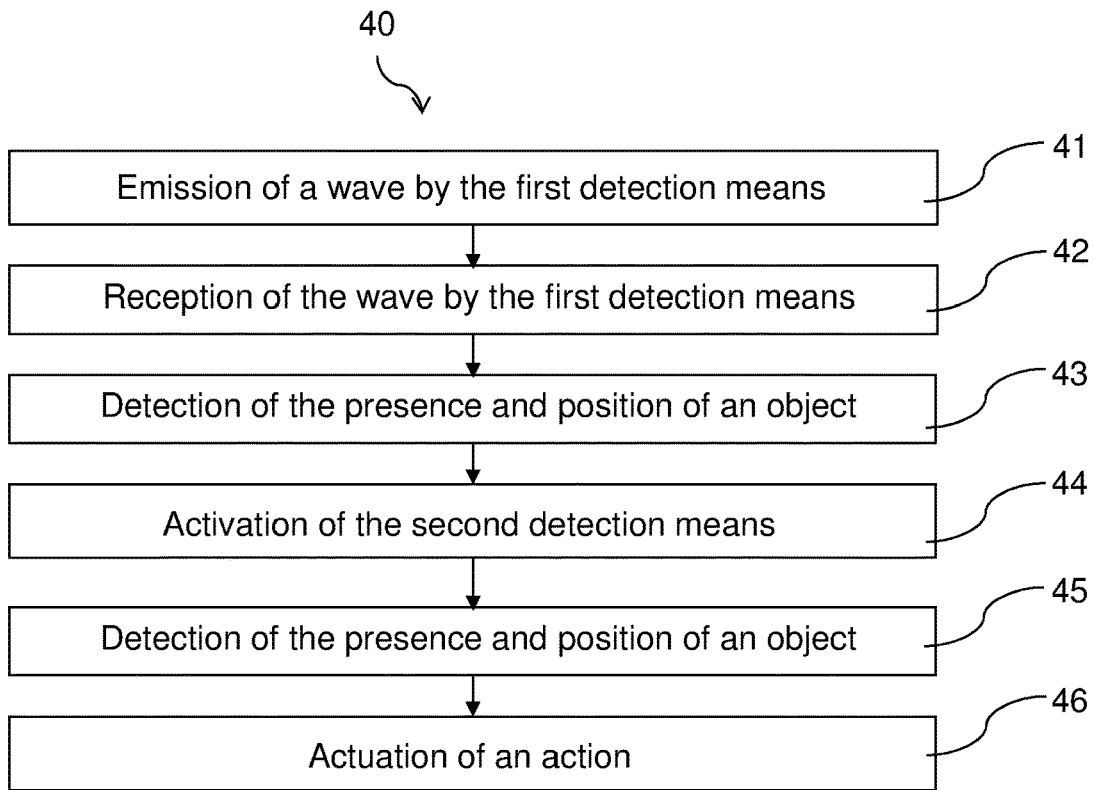 40
Emission of a wave by the first detection means
41
Reception of the wave by the first detection means
42
Detection of the presence and position of an object
43
Activation of the second detection means
44
Detection of the presence and position of an object
45
Actuation of an action
46